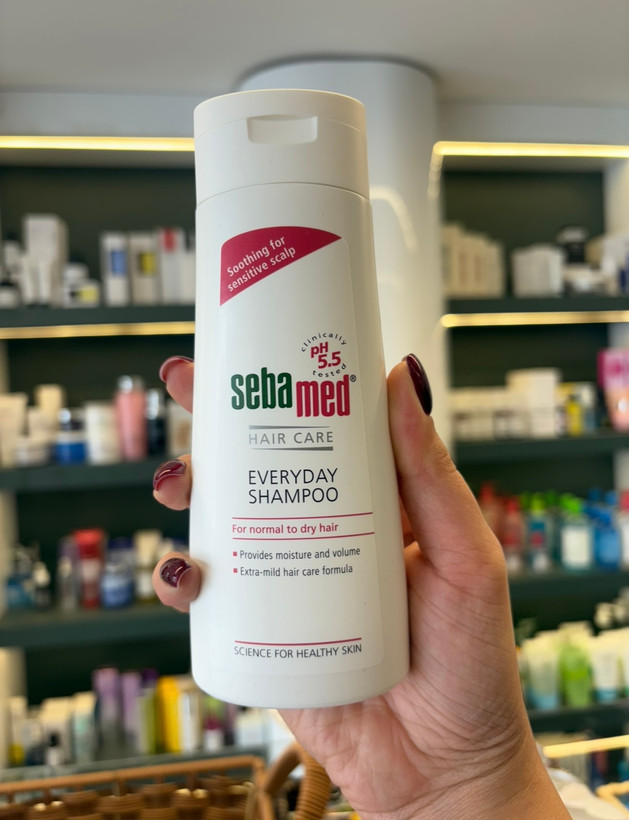 Soothing for
sensitive scalp
clinically
pH
5.5
tested
sebamed®
HAIR CARE
EVERYDAY
SHAMPOO
For normal to dry hair
▪ Provides moisture and volume
▪ Extra-mild hair care formula
SCIENCE FOR HEALTHY SKIN